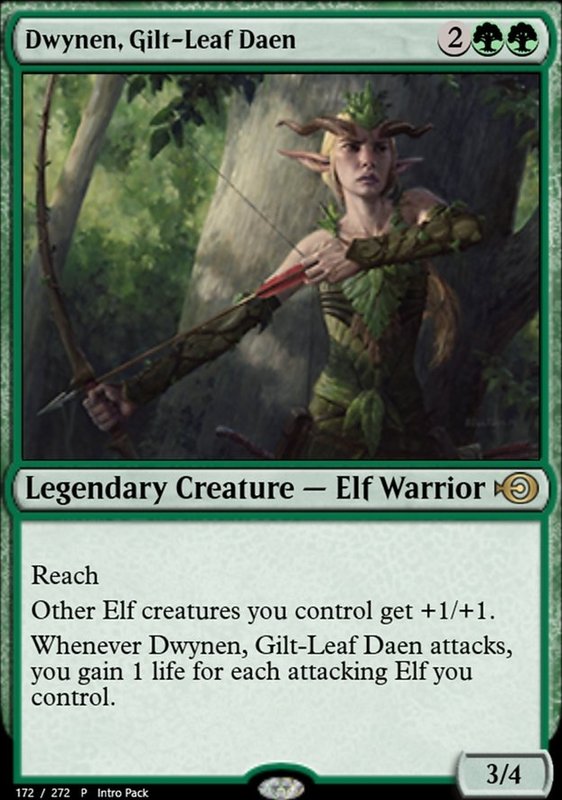 Dwynen, Gilt-Leaf Daen 2
Legendary Creature — Elf Warrior
Reach
Other Elf creatures you control get +1/+1.
Whenever Dwynen, Gilt-Leaf Daen attacks,
you gain 1 life for each attacking Elf you
control.
3/4
172 / 272 P Intro Pack